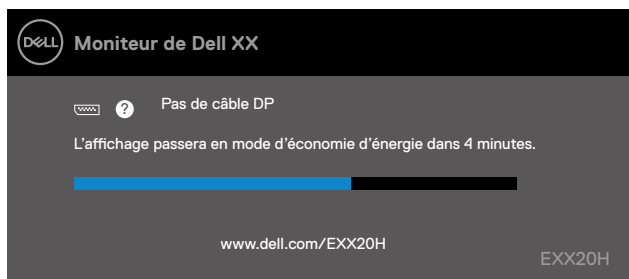 DELL
Moniteur de Dell XX
? Pas de câble DP
L'affichage passera en mode d'économie d'énergie dans 4 minutes.
www.dell.com/EXX20H
EXX20H